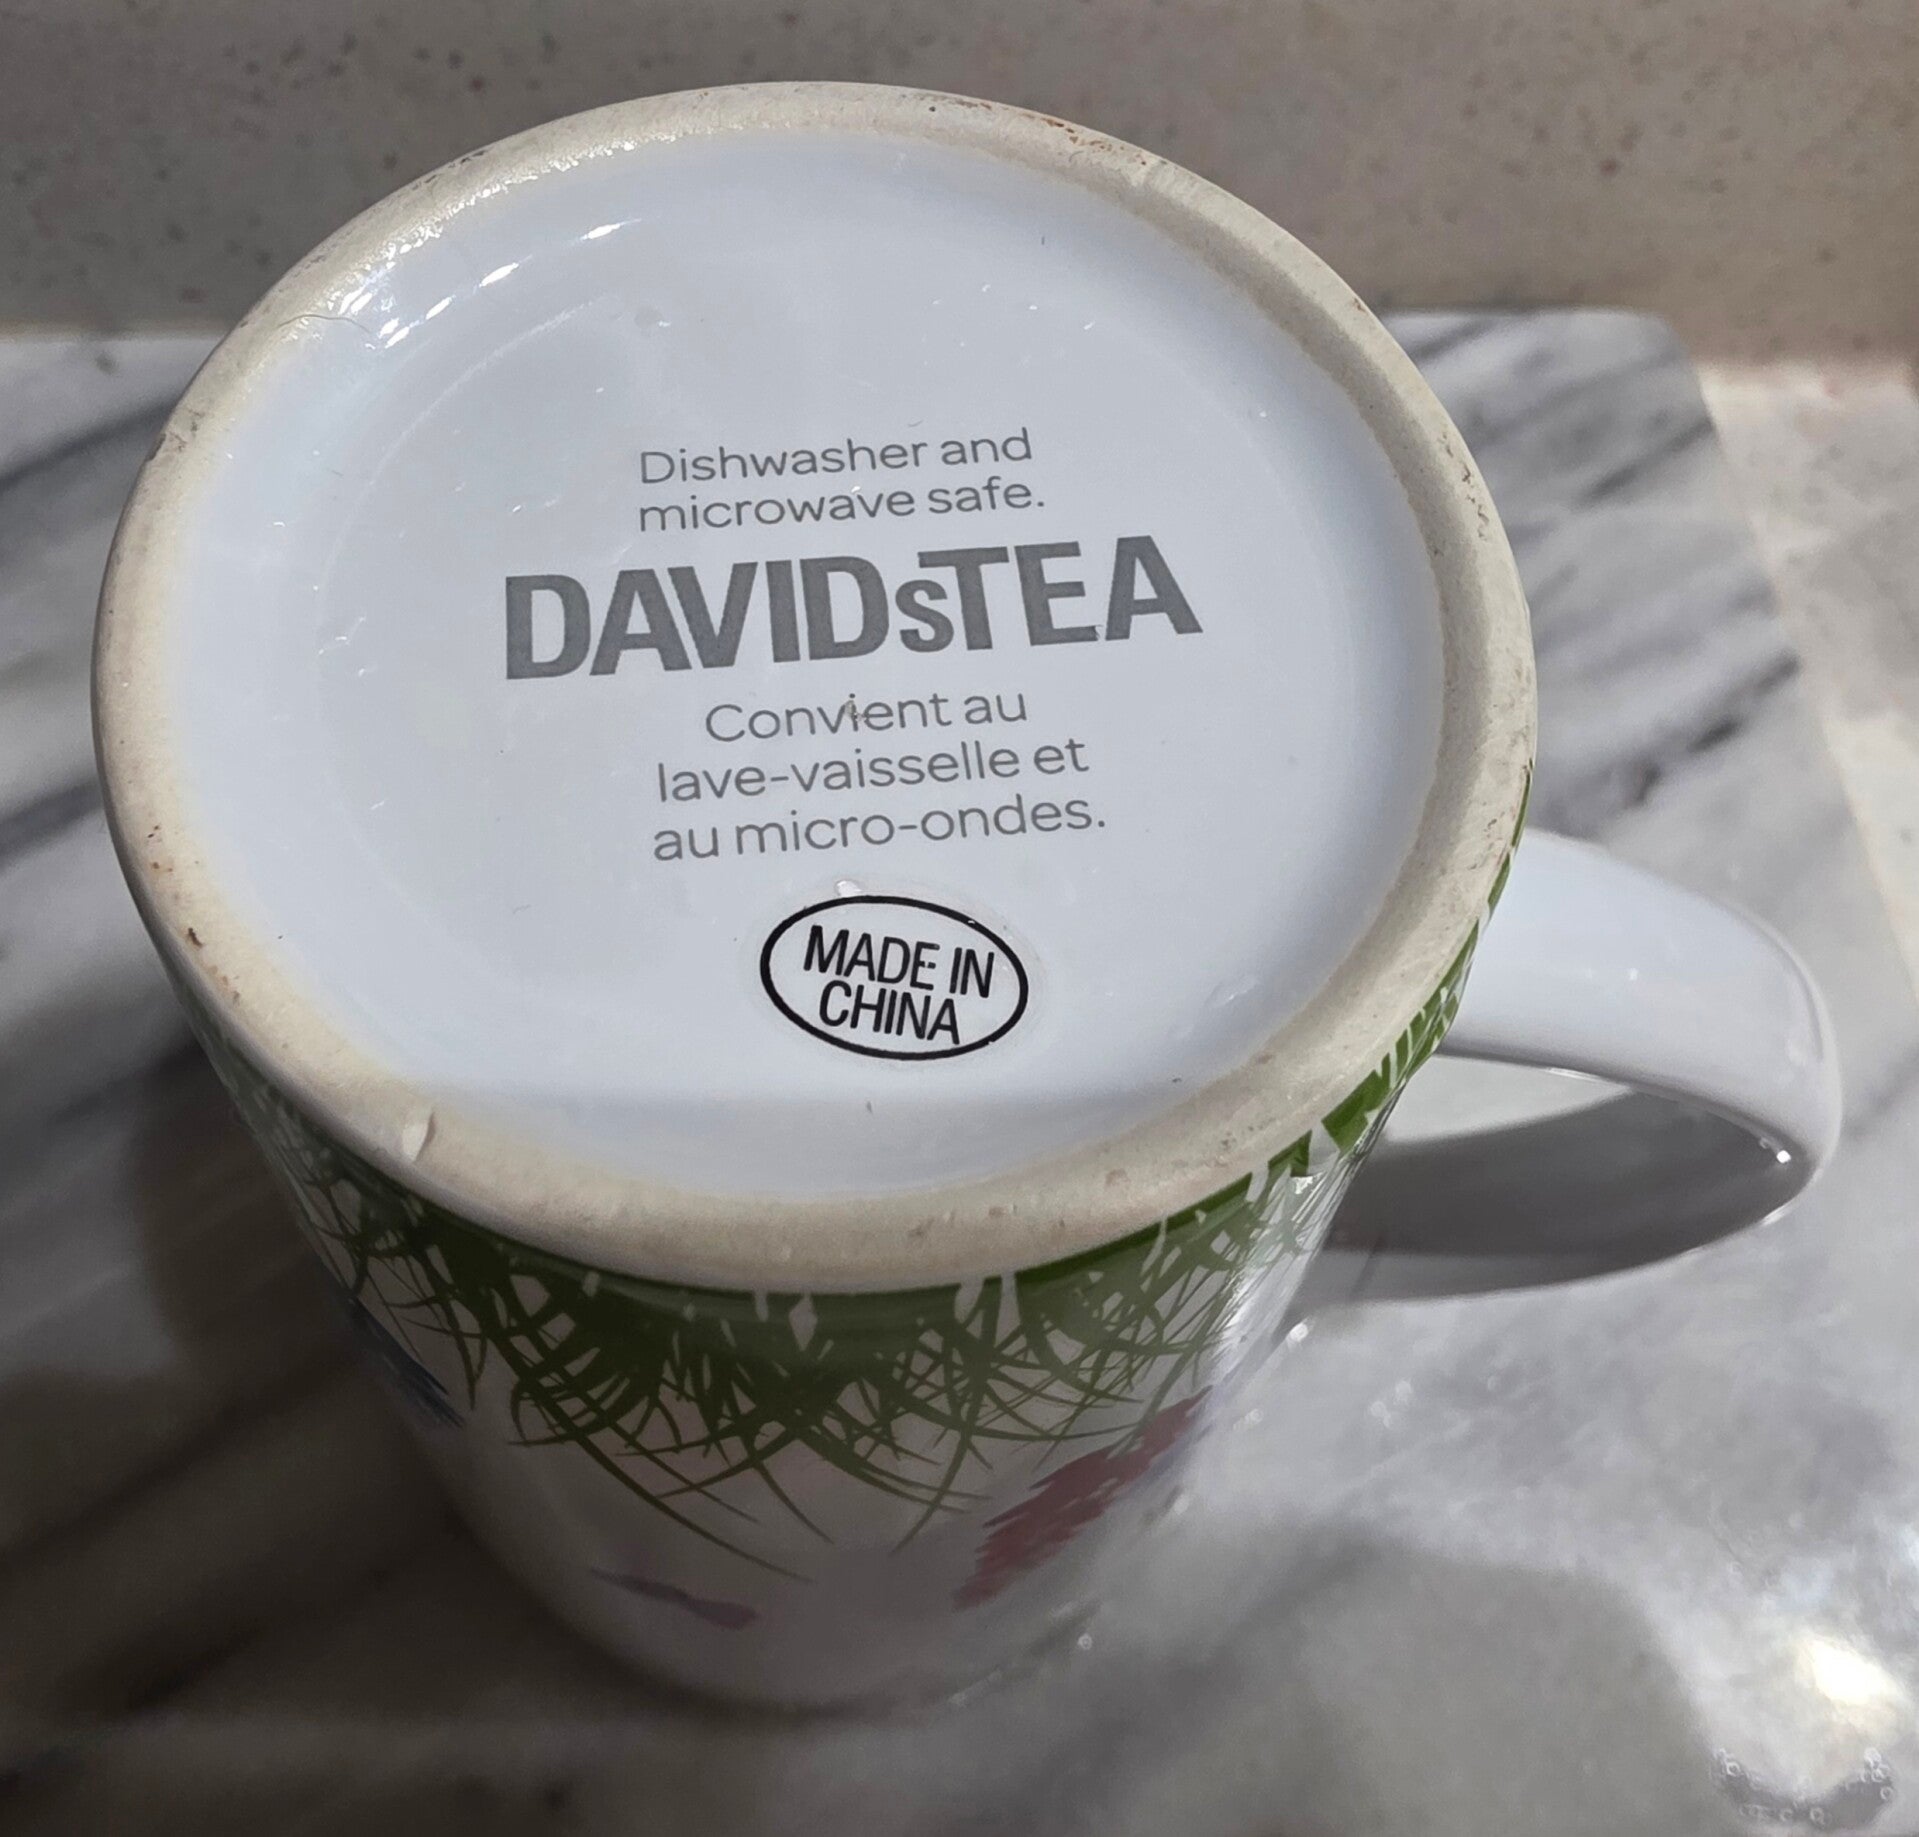 Dishwasher and
microwave safe.
DAVIDsTEA
Convient au
lave-vaisselle et
au micro-ondes.
MADE IN
CHINA